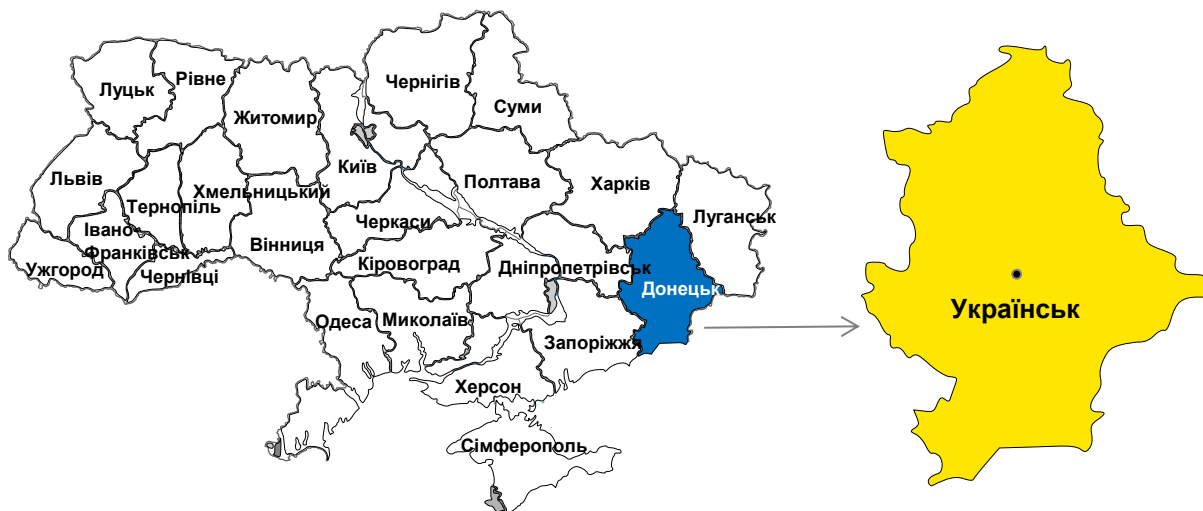 Луцьк
Рівне
Житомир
Чернігів
Суми
Київ
Львів
Тернопіль
Хмельницький
Полтава
Харків
Луганськ
Івано-
Франківськ
Ужгород
Чернівці
Вінниця
Черкаси
Кіровоград
Дніпропетрівськ
Донецьк
Одеса
Миколаїв
Запоріжжя
Херсон
Сімферополь
Українськ